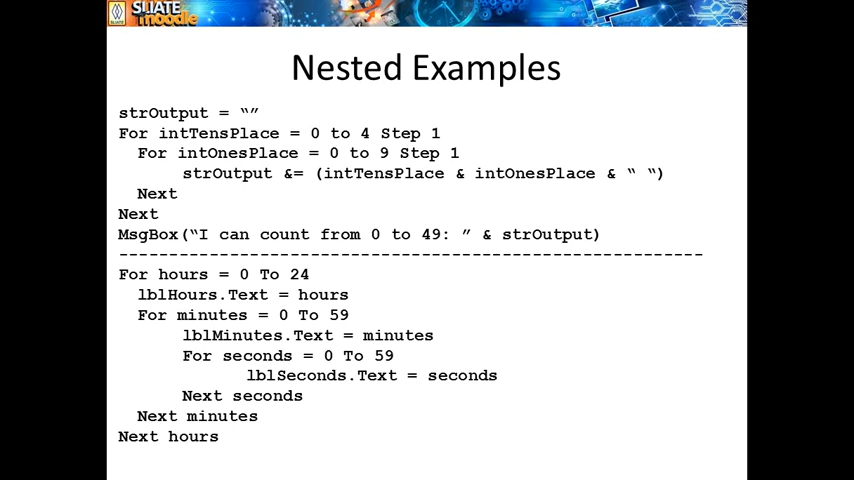 SLIATE
moodle
SLIATE
Nested Examples
strOutput = “”
For intTensPlace = 0 to 4 Step 1
For intOnesPlace = 0 to 9 Step 1
strOutput &= (intTensPlace & intOnesPlace & “ “)
Next
Next
MsgBox(“I can count from 0 to 49: ” & strOutput)
----------------------------------------------------------
For hours = 0 To 24
lblHours.Text = hours
For minutes = 0 To 59
lblMinutes.Text = minutes
For seconds = 0 To 59
lblSeconds.Text = seconds
Next seconds
Next minutes
Next hours